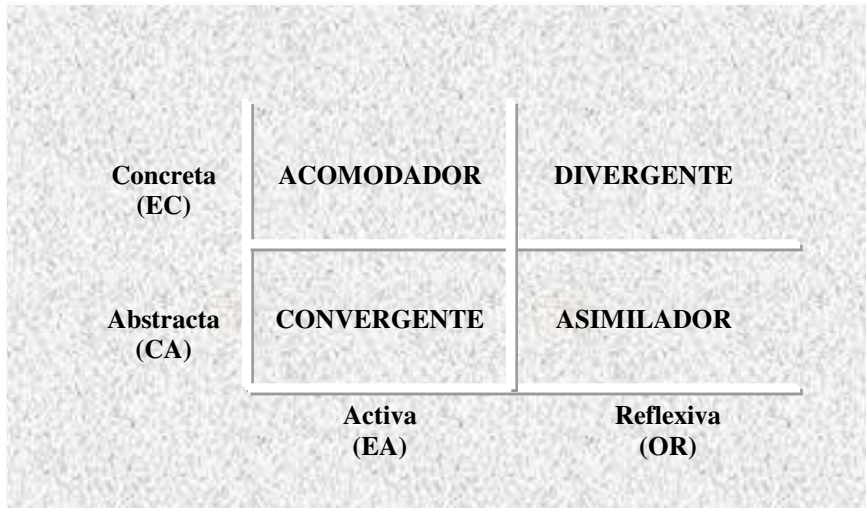 Concreta
(EC)
ACOMODADOR
DIVERGENTE
Abstracta
(CA)
CONVERGENTE
ASIMILADOR
Activa
(EA)
Reflexiva
(OR)